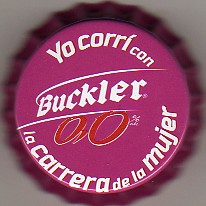 Yo corrí con
Buckler
0,0
la carrera de la mujer